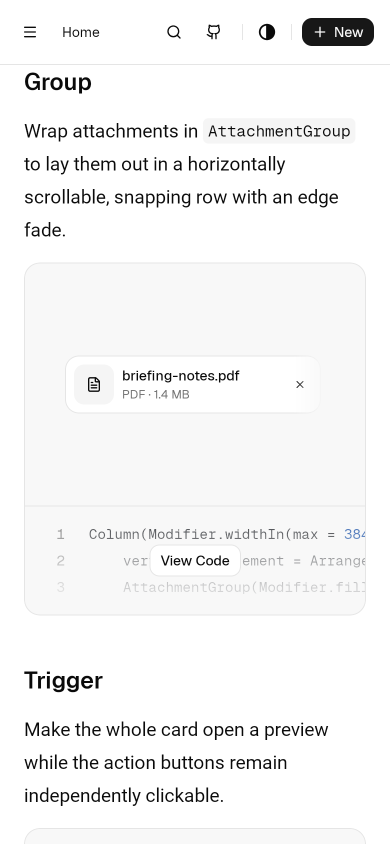 Home
New
Group
Wrap attachments in AttachmentGroup
to lay them out in a horizontally
scrollable, snapping row with an edge
fade.
briefing-notes.pdf
PDF · 1.4 MB
1 Column(Modifier.widthIn(max = 384
2 ver ement = Arrange
View Code
3 AttachmentGroup(Modifier.fill
Trigger
Make the whole card open a preview
while the action buttons remain
independently clickable.